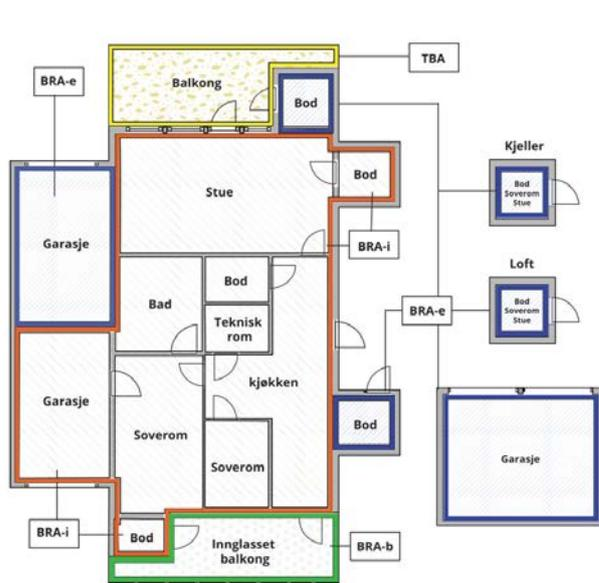 TBA
BRA-e
Balkong
Bod
Kjeller
Bod
Soverom
Stue
Stue
Bod
BRA-i
Garasje
Loft
Bod
Soverom
Stue
Bad
Bod
Teknisk
rom
BRA-e
Garasje
kjøkken
Soverom
Soverom
Bod
Garasje
BRA-i
Bod
Innglasset
balkong
BRA-b